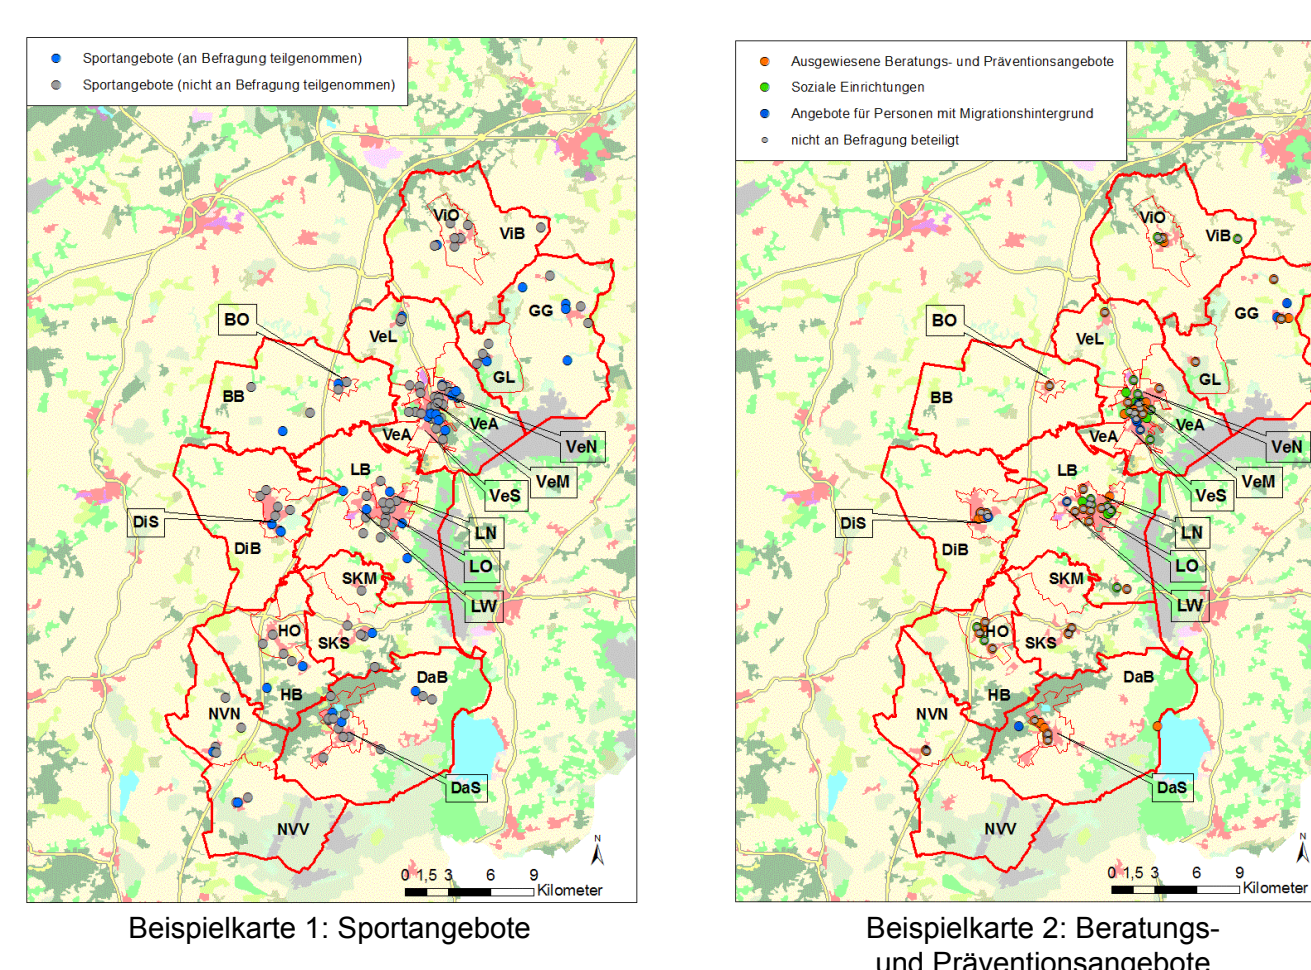 Sportangebote (an Befragung teilgenommen)
Sportangebote (nicht an Befragung teilgenommen)
ViO
ViB
GG
BO
VeL
GL
BB
VeA
VeA
VeN
LB
VeM
VeS
DiS
LN
DiB
LO
SKM
LW
HO
SKS
DaB
HB
NVN
DaS
NVV
N
0 1,5 3 6 9
Kilometer
Beispielkarte 1: Sportangebote
Ausgewiesene Beratungs- und Präventionsangebote
Soziale Einrichtungen
Angebote für Personen mit Migrationshintergrund
nicht an Befragung beteiligt
ViO
ViB
GG
BO
VeL
GL
BB
VeA
VeA
VeN
LB
VeM
VeS
DiS
LN
DiB
LO
SKM
LW
HO
SKS
DaB
HB
NVN
DaS
NVV
N
0 1,5 3 6 9
Kilometer
Beispielkarte 2: Beratungs-
und Präventionsangebote